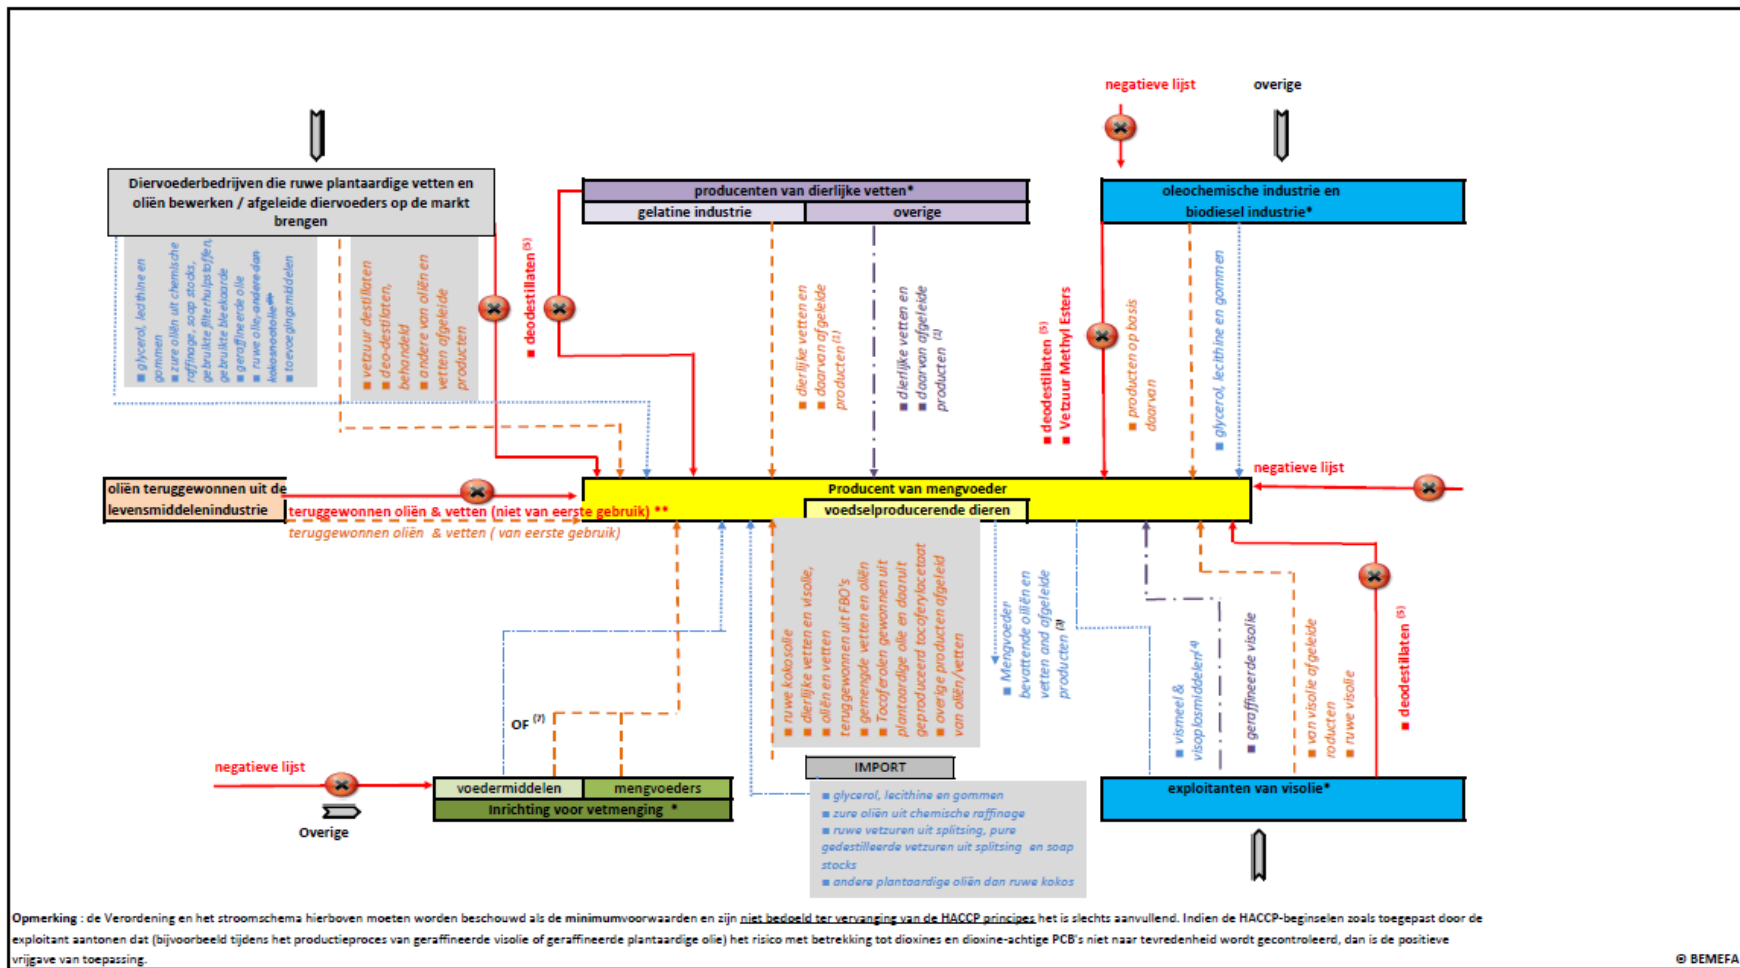 negatieve lijst
overige
Diervoederbedrijven die ruwe plantaardige vetten en
oliën bewerken / afgeleide diervoeders op de markt
brengen
producenten van dierlijke vetten*
gelatine industrie
overige
oleochemische industrie en
biodiesel industrie*
■ glycerol, lecithine en
gommen
■ zure oliën uit chemische
raffinage, soap stocks,
gebruikte filterhulpstoffen,
gebruikte bleekaarde
■ geraffineerde olie
■ ruwe olie, andere dan
kokosnootolie
■ toevoegingsmiddelen
■ vetzuur destillaten
■ deo-destilaten,
behandeld
■ andere van oliën en
vetten afgeleide
producten
■ deodestillaten (5)
■ dierlijke vetten en
■ daarvan afgeleide
producten (1)
■ dierlijke vetten en
■ daarvan afgeleide
producten (1)
■ deodestillaten (5)
■ Vetzuur Methyl Esters
■ producten op basis
daarvan
■ glycerol, lecithine en gommen
oliën teruggewonnen uit de
levensmiddelenindustrie
teruggewonnen oliën & vetten (niet van eerste gebruik) **
teruggewonnen oliën & vetten ( van eerste gebruik)
Producent van mengvoeder
voedselproducerende dieren
negatieve lijst
■ ruwe kokosolie
■ dierlijke vetten en visolie,
■ oliën en vetten
teruggewonnen uit FBO's
■ gemengde vetten en oliën
■ Tocoferolen gewonnen uit
plantaardige olie en daaruit
geproduceerd tocoferylacetaat
■ overige producten afgeleid
van oliën/vetten
■ Mengvoeder
bevattende oliën en
vetten and afgeleide
producten (3)
■ vismeel &
visoplosmiddelen(4)
■ geraffineerde visolie
■ van visolie afgeleide
roducten
■ ruwe visolie
■ deodestillaten (5)
OF (7)
negatieve lijst
Overige
voedermiddelen
mengvoeders
Inrichting voor vetmenging *
IMPORT
■ glycerol, lecithine en gommen
■ zure oliën uit chemische raffinage
■ ruwe vetzuren uit splitsing, pure
gedestilleerde vetzuren uit splitsing en soap
stocks
■ andere plantaardige oliën dan ruwe kokos
exploitanten van visolie*
Opmerking : de Verordening en het stroomschema hierboven moeten worden beschouwd als de minimumvoorwaarden en zijn niet bedoeld ter vervanging van de HACCP principes het is slechts aanvullend. Indien de HACCP-beginselen zoals toegepast door de
exploitant aantonen dat (bijvoorbeeld tijdens het productieproces van geraffineerde visolie of geraffineerde plantaardige olie) het risico met betrekking tot dioxines en dioxine-achtige PCB's niet naar tevredenheid wordt gecontroleerd, dan is de positieve
vrijgave van toepassing.
© BEMEFA